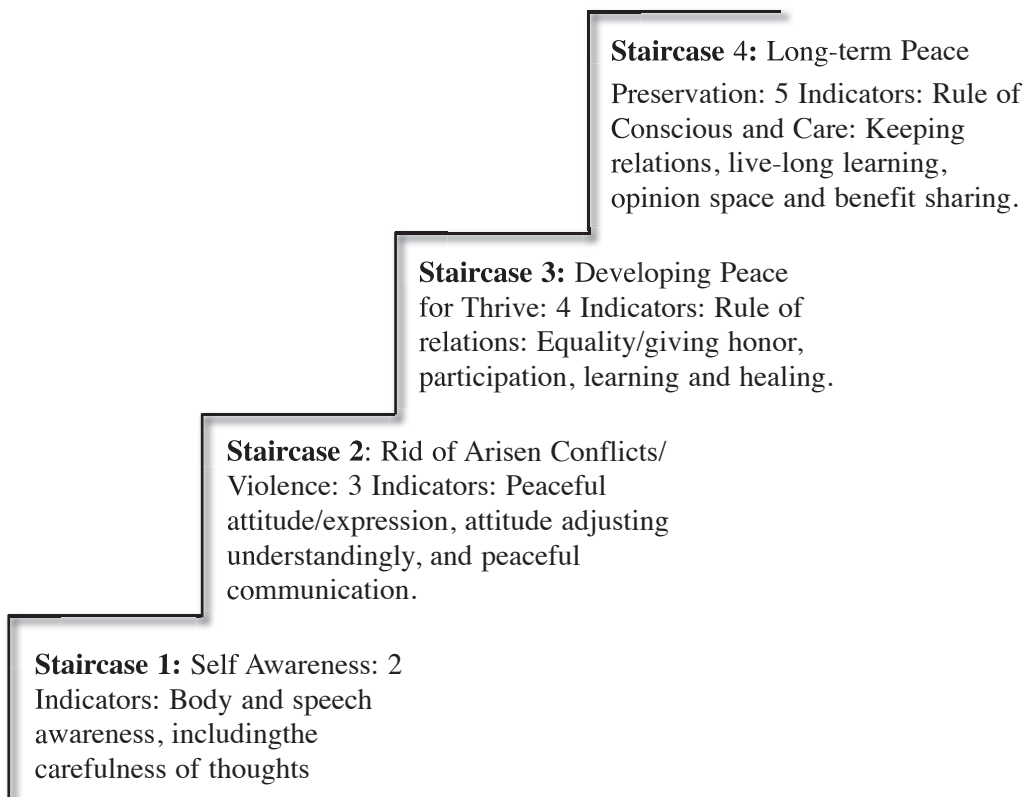 Staircase 4: Long-term Peace
Preservation: 5 Indicators: Rule of
Conscious and Care: Keeping
relations, live-long learning,
opinion space and benefit sharing.
Staircase 3: Developing Peace
for Thrive: 4 Indicators: Rule of
relations: Equality/giving honor,
participation, learning and healing.
Staircase 2: Rid of Arisen Conflicts/
Violence: 3 Indicators: Peaceful
attitude/expression, attitude adjusting
understandingly, and peaceful
communication.
Staircase 1: Self Awareness: 2
Indicators: Body and speech
awareness, includingthe
carefulness of thoughts